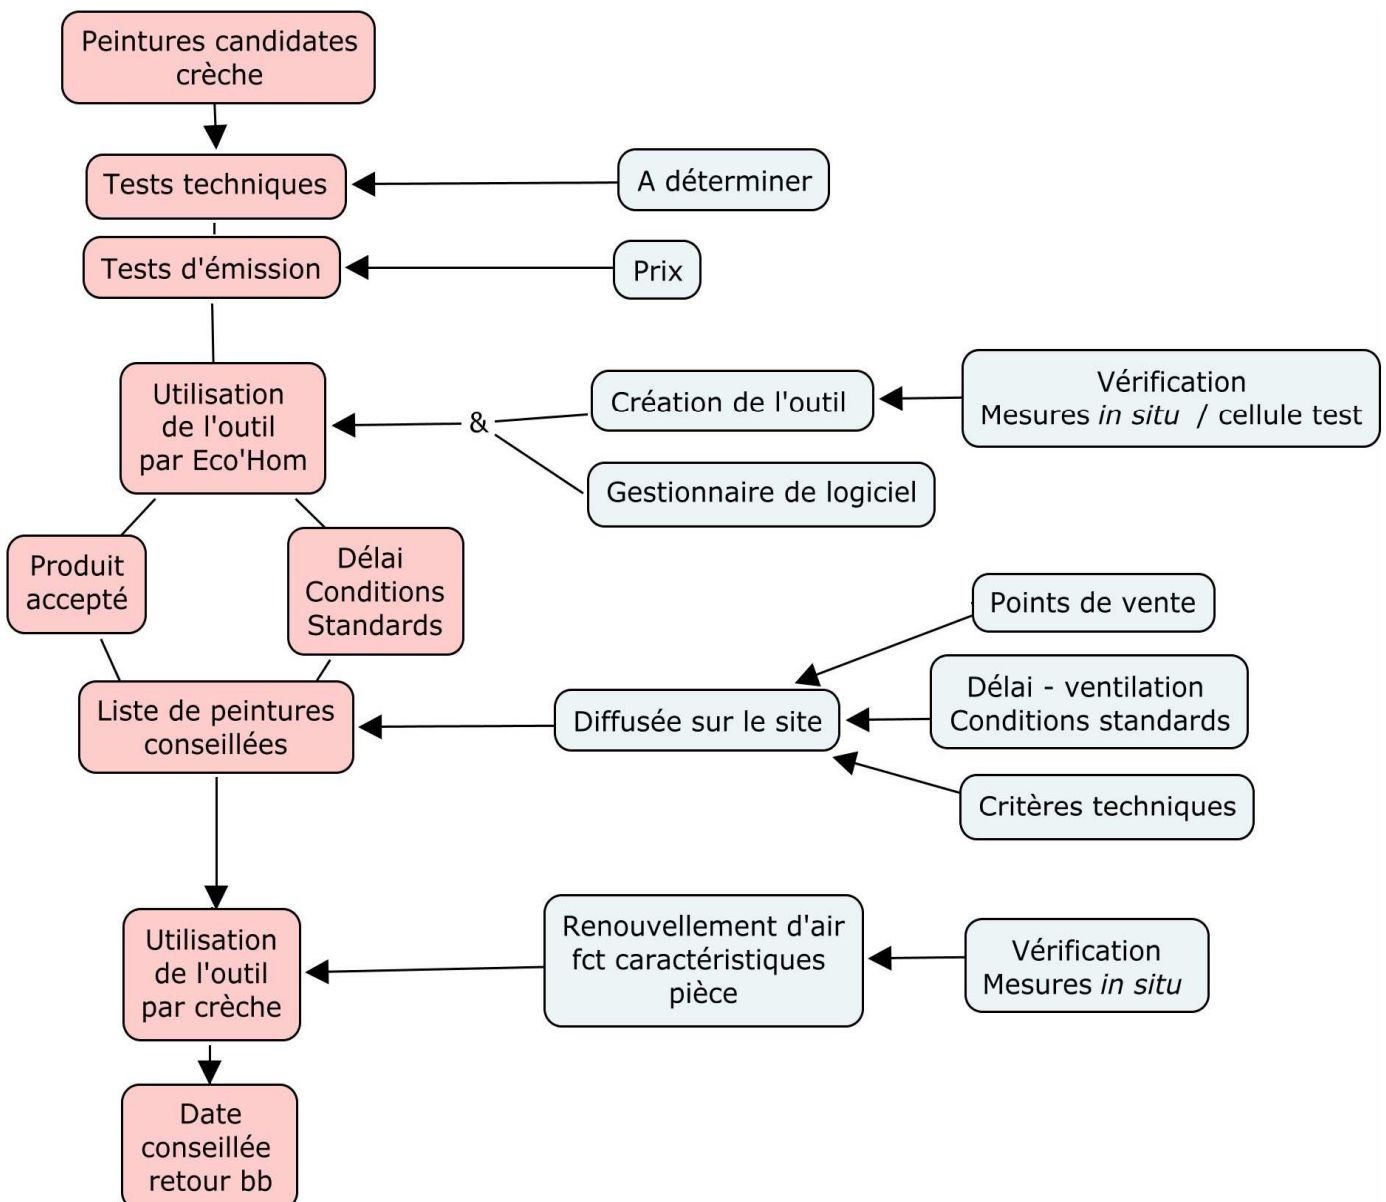 Peintures candidates
crèche
Tests techniques
A déterminer
Tests d'émission
Prix
Utilisation
de l'outil
par Eco'Hom
&
Création de l'outil
Vérification
Mesures in situ / cellule test
Gestionnaire de logiciel
Produit
accepté
Délai
Conditions
Standards
Points de vente
Liste de peintures
conseillées
Diffusée sur le site
Délai - ventilation
Conditions standards
Critères techniques
Utilisation
de l'outil
par crèche
Renouvellement d'air
fct caractéristiques
pièce
Vérification
Mesures in situ
Date
conseillée
retour bb